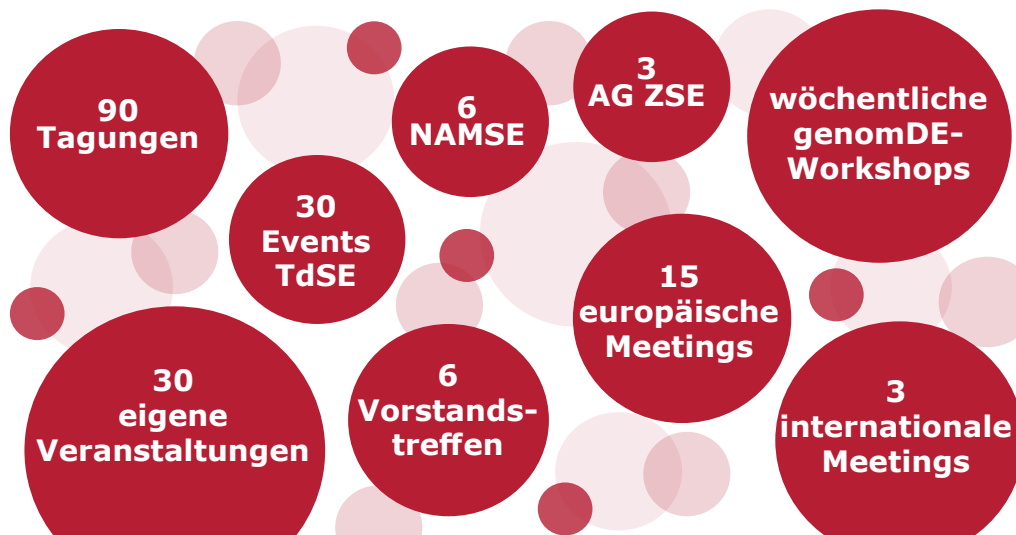 90
Tagungen
6
NAMSE
3
AG ZSE
wöchentliche
genomDE-
Workshops
30
Events
TdSE
15
europäische
Meetings
30
eigene
Veranstaltungen
6
Vorstands-
treffen
3
internationale
Meetings